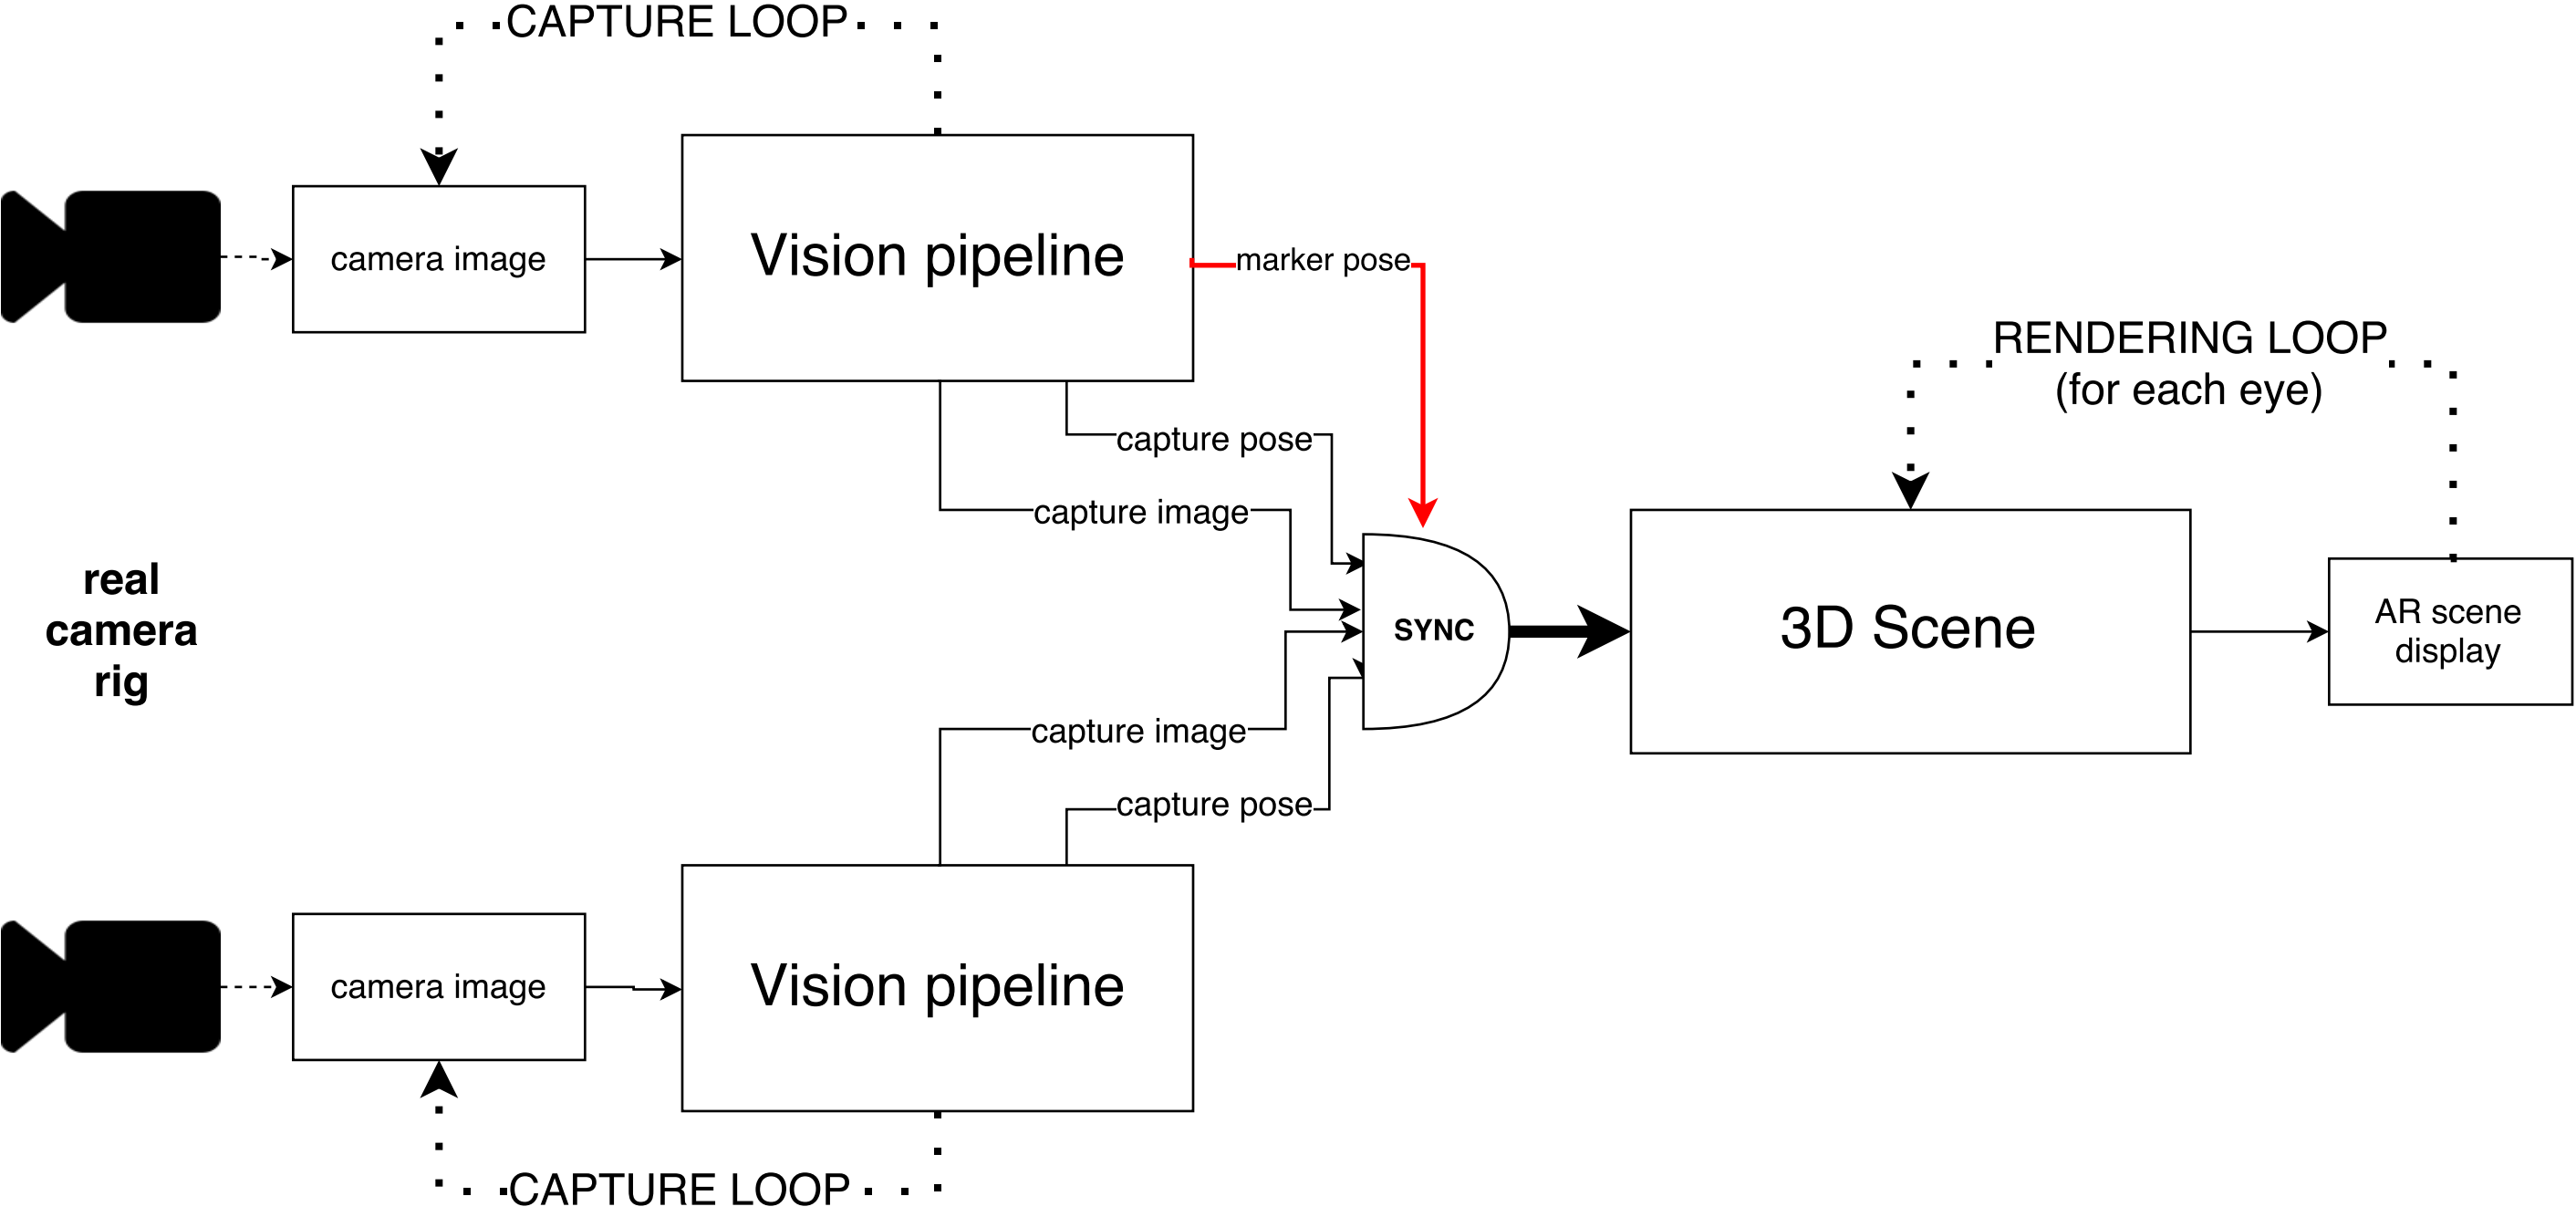 CAPTURE LOOP
camera image
Vision pipeline
marker pose
RENDERING LOOP
(for each eye)
capture pose
capture image
real
camera
rig
SYNC
3D Scene
AR scene
display
capture image
capture pose
camera image
Vision pipeline
CAPTURE LOOP